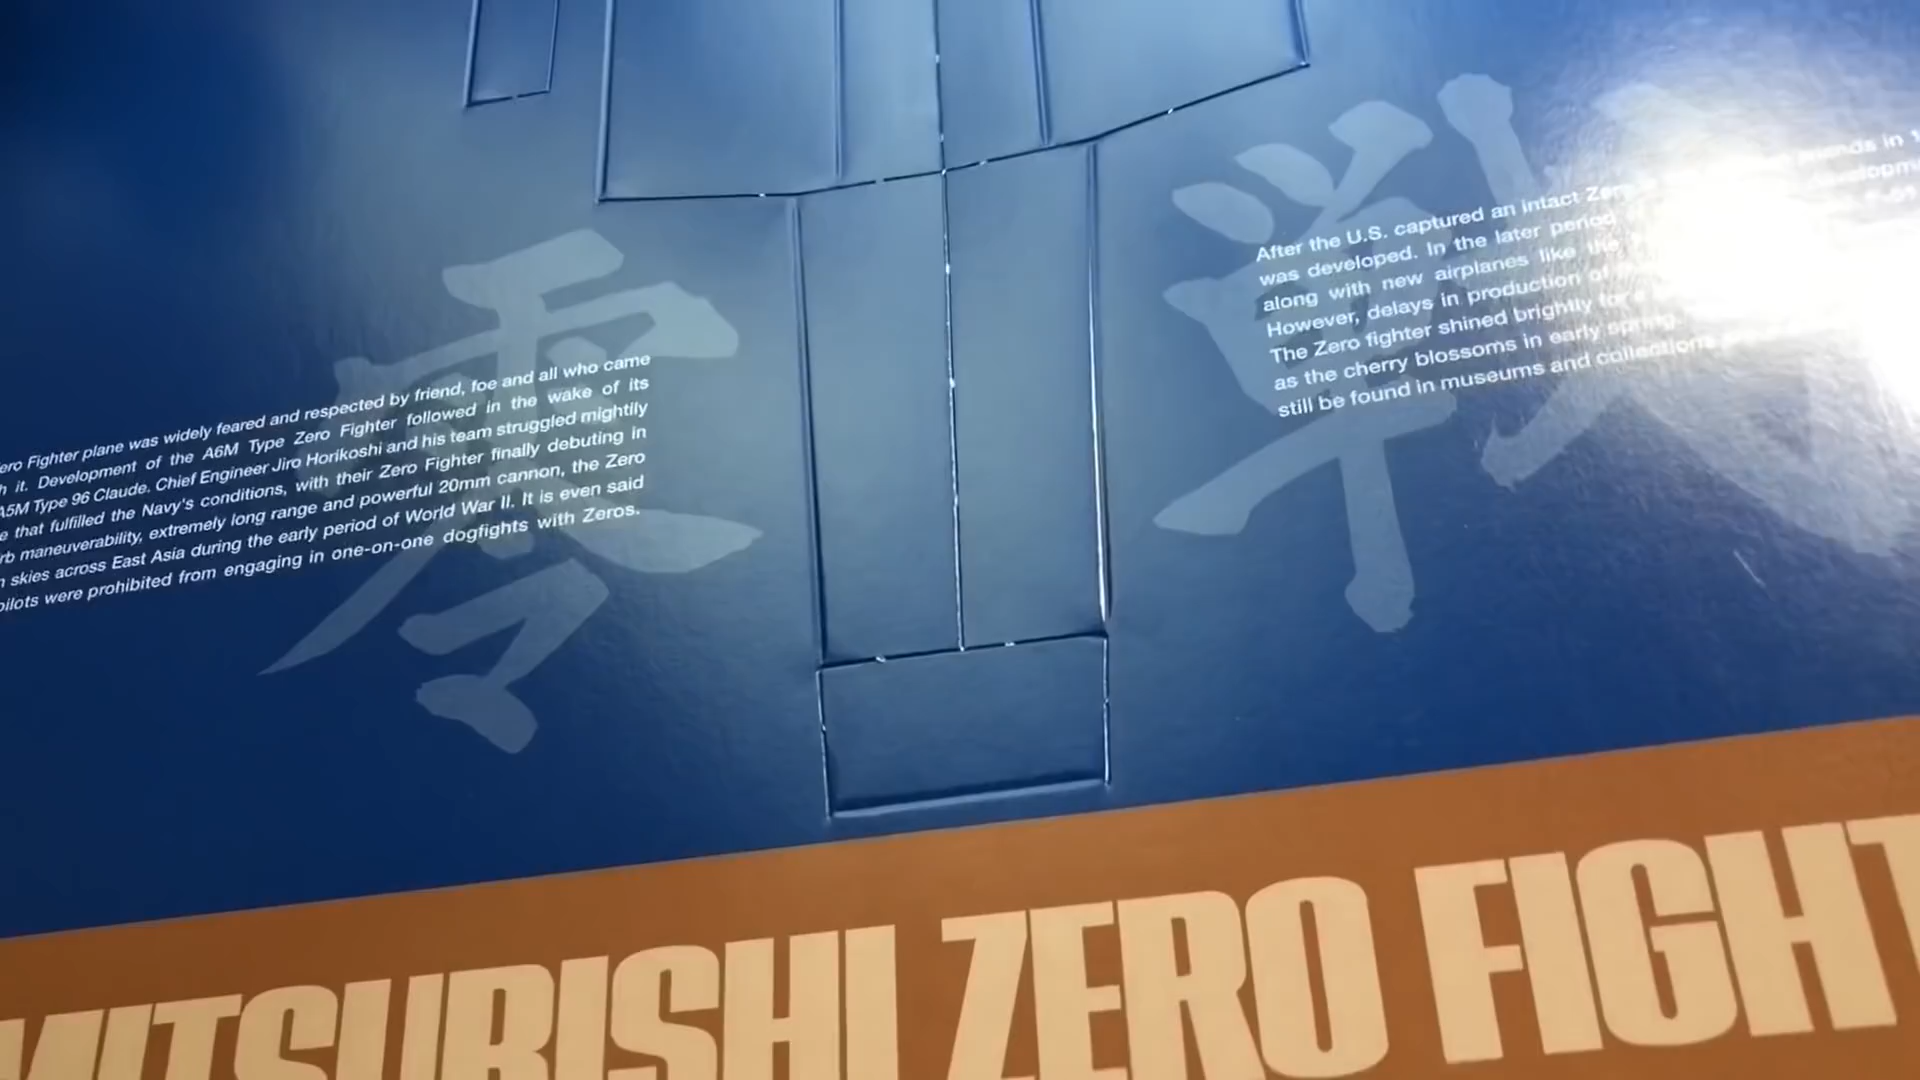 零戦
Fighter plane was widely feared and respected by friend, foe and all who came
it. Development of the A6M Type Zero Fighter followed in the wake of its
A5M Type 96 Claude. Chief Engineer Jiro Horikoshi and his team struggled mightily
that fulfilled the Navy's conditions, with their Zero Fighter finally debuting in
maneuverability, extremely long range and powerful 20mm cannon, the Zero
skies across East Asia during the early period of World War II. It is even said
pilots were prohibited from engaging in one-on-one dogfights with Zeros.
After the U.S. captured an intact Zero
was developed. In the later period
along with new airplanes like the
However, delays in production of
The Zero fighter shined brightly for a
as the cherry blossoms in early spring.
still be found in museums and collections
MITSUBISHI ZERO FIGHT